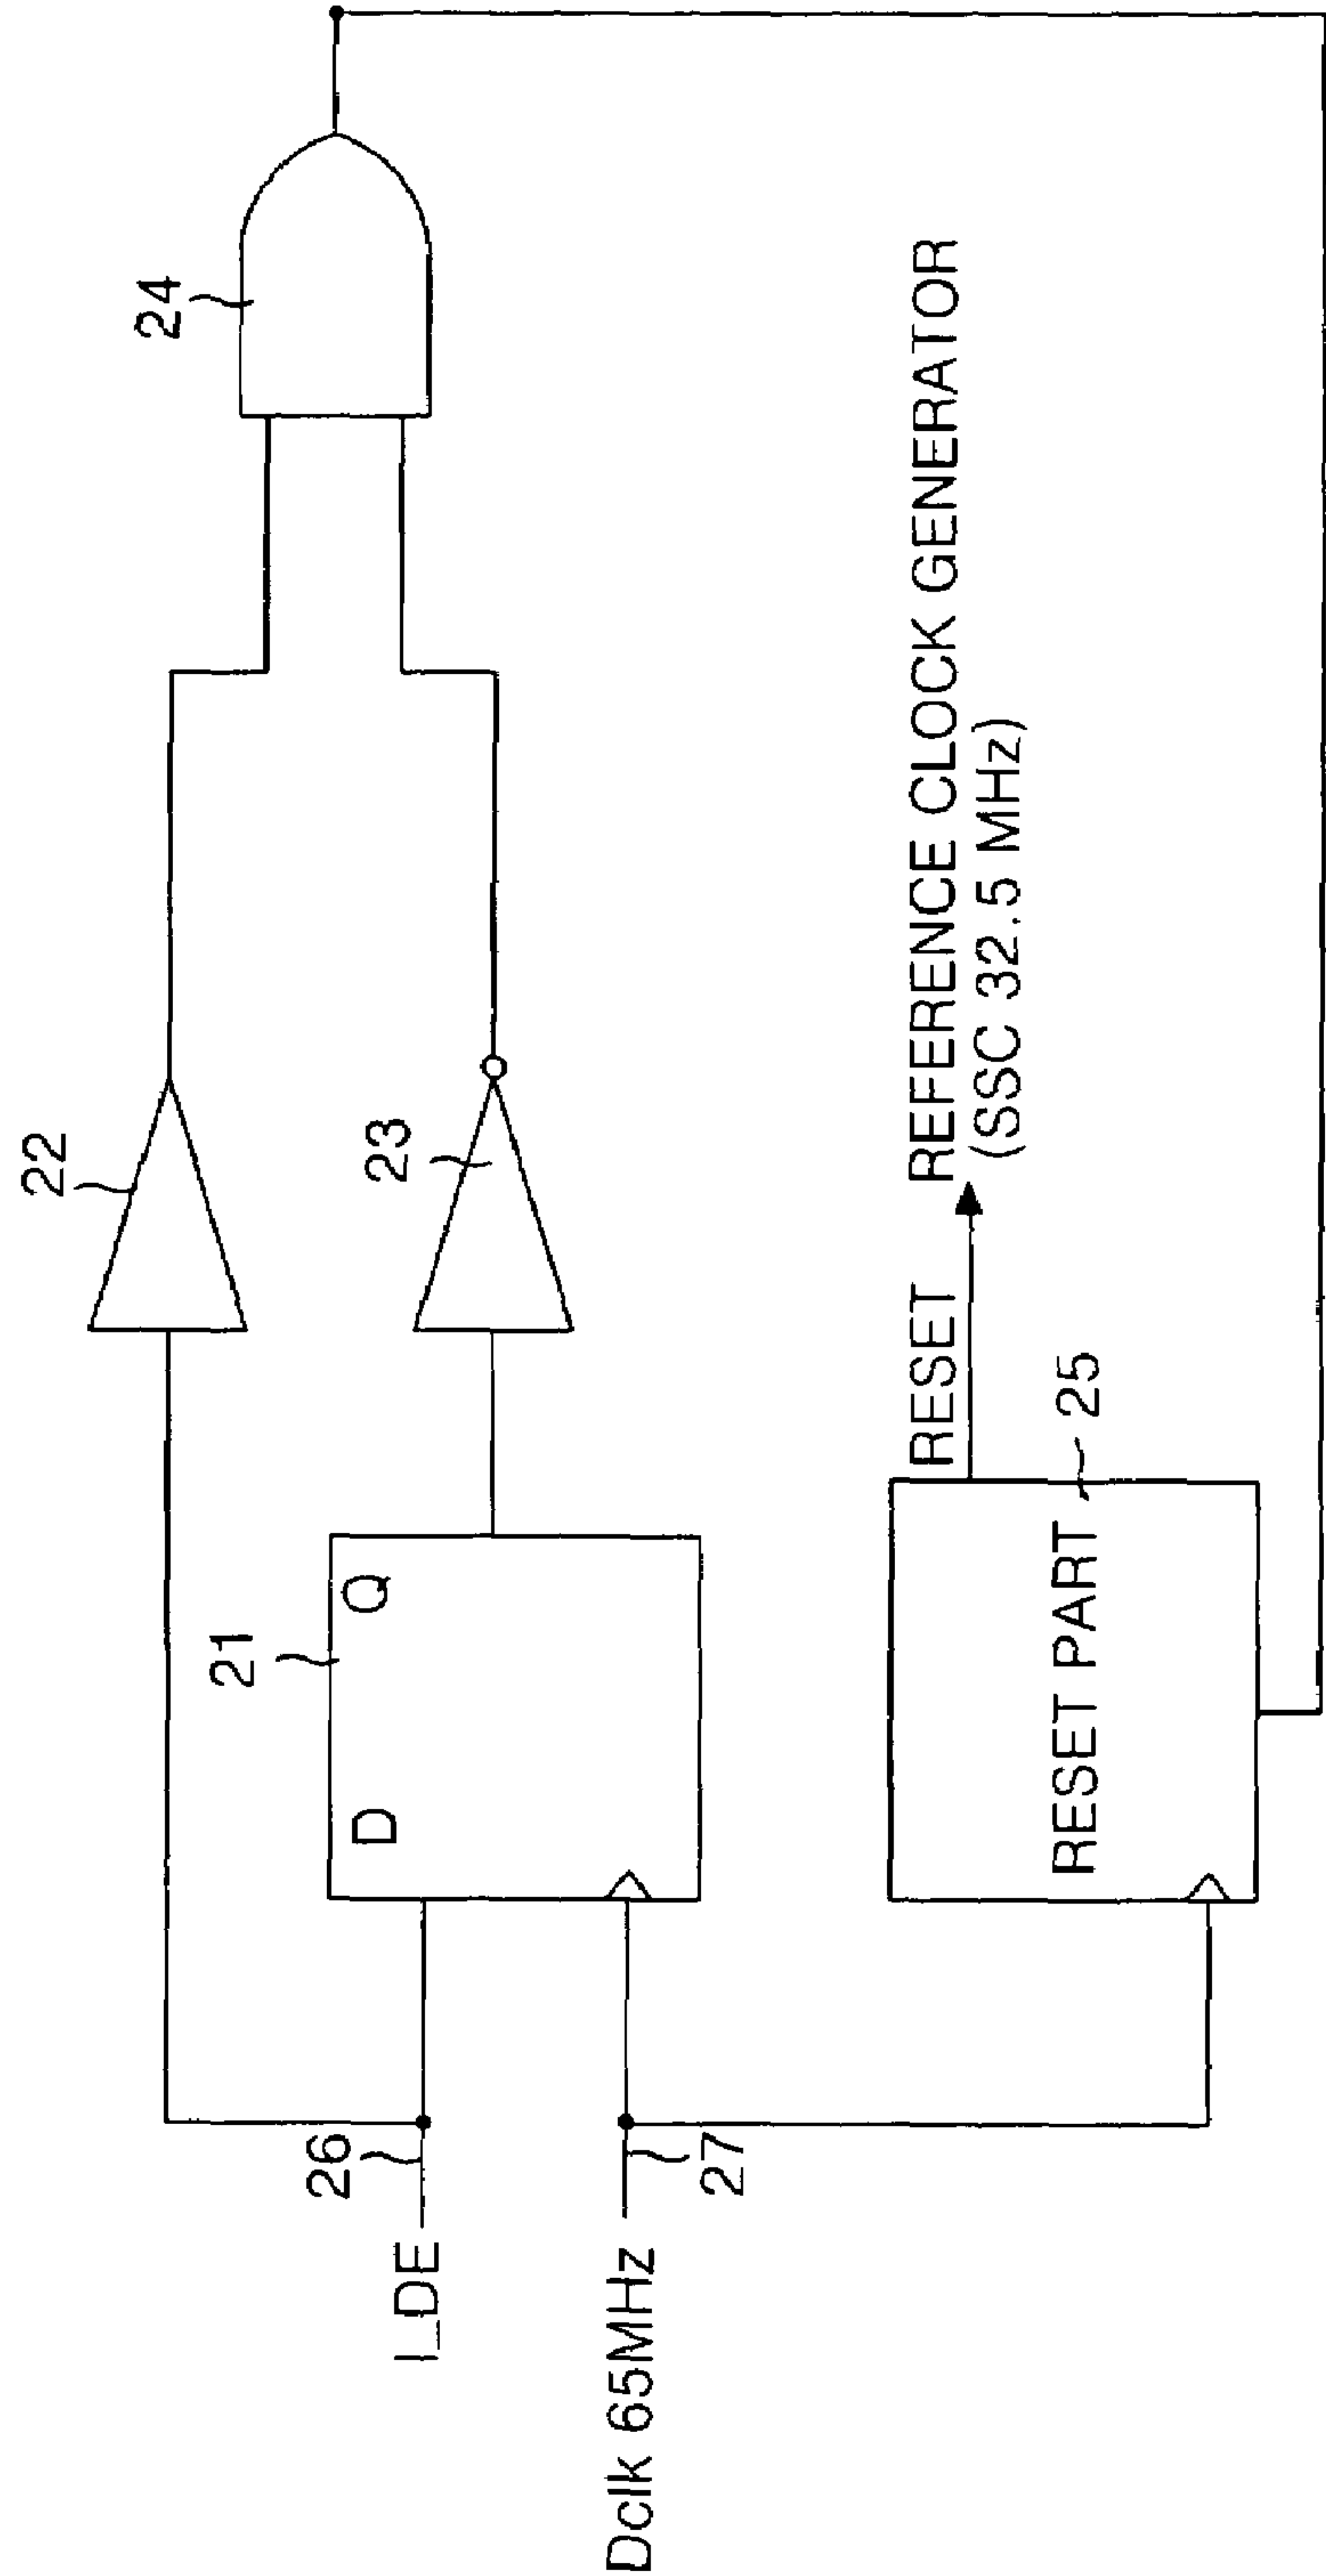 22
24
23
21
D
Q
26
I_DE
27
Dclk 65MHz
RESET
REFERENCE CLOCK GENERATOR
(SSC 32.5 MHz)
RESET PART
25